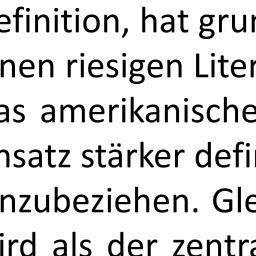 efinition, hat grun
nen riesigen Liter
as amerikanische
nsatz stärker defin
nzubeziehen. Gle
ird als der zentra